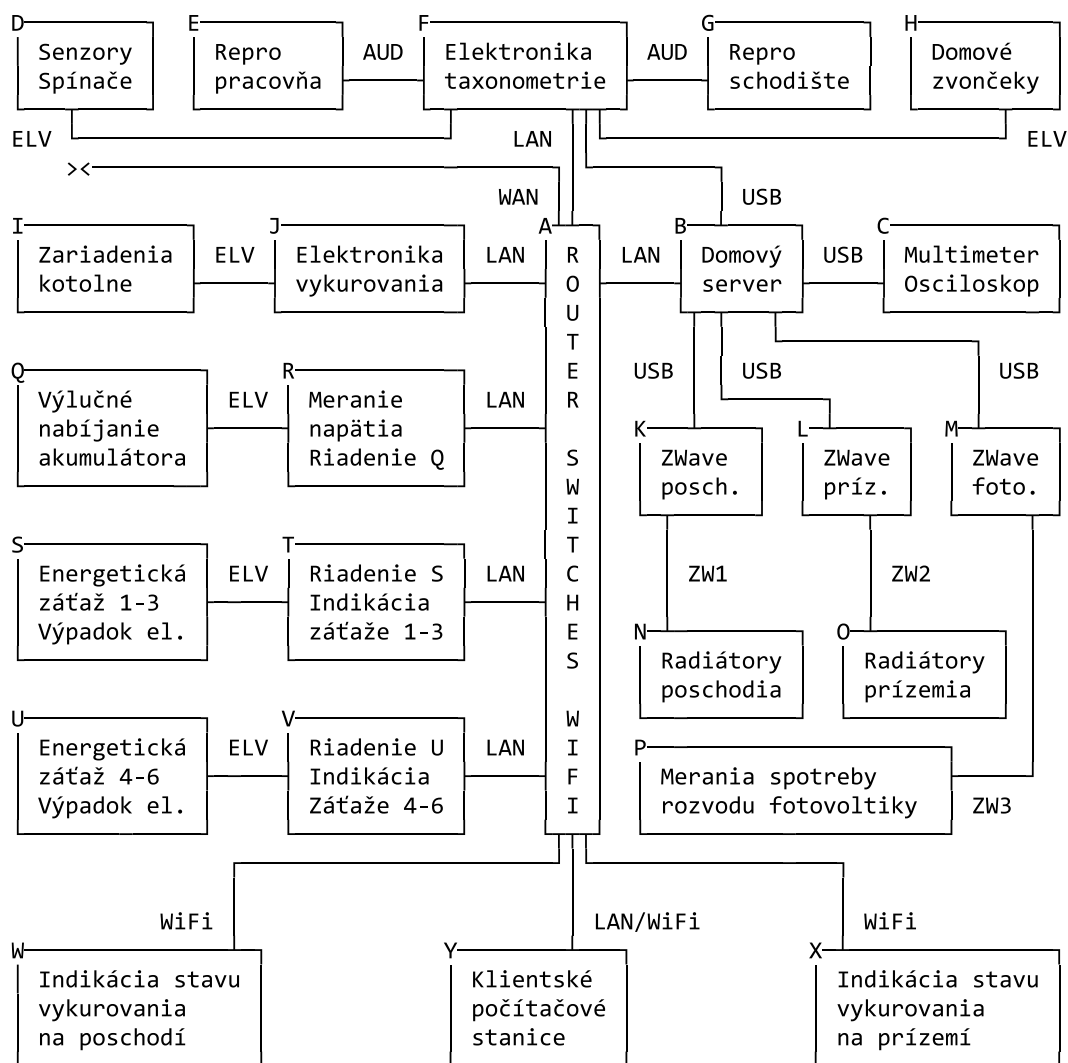 D E F G H
Senzory Repro AUD Elektronika AUD Repro Domové
Spínače pracovňa taxonometrie schodište zvončeky
ELV LAN ELV
><
WAN USB
I J A B C
Zariadenia ELV Elektronika LAN R LAN Domový USB Multimeter
kotolne vykurovania O server Osciloskop
U
T
Q R E USB USB USB
Výlučné ELV Meranie LAN R
nabíjanie napätia K L M
akumulátora Riadenie Q S ZWave ZWave ZWave
W posch. príz. foto.
I
S T T
Energetická ELV Riadenie S LAN C ZW1 ZW2
záťaž 1-3 Indikácia H
Výpadok el. záťaže 1-3 E N O
S Radiátory Radiátory
poschodia prízemia
U V W
Energetická ELV Riadenie U LAN I P
záťaž 4-6 Indikácia F Merania spotreby
Výpadok el. Záťaže 4-6 I rozvodu fotovoltiky ZW3
WiFi LAN/WiFi WiFi
W Y X
Indikácia stavu Klientské Indikácia stavu
vykurovania počítačové vykurovania
na poschodí stanice na prízemí